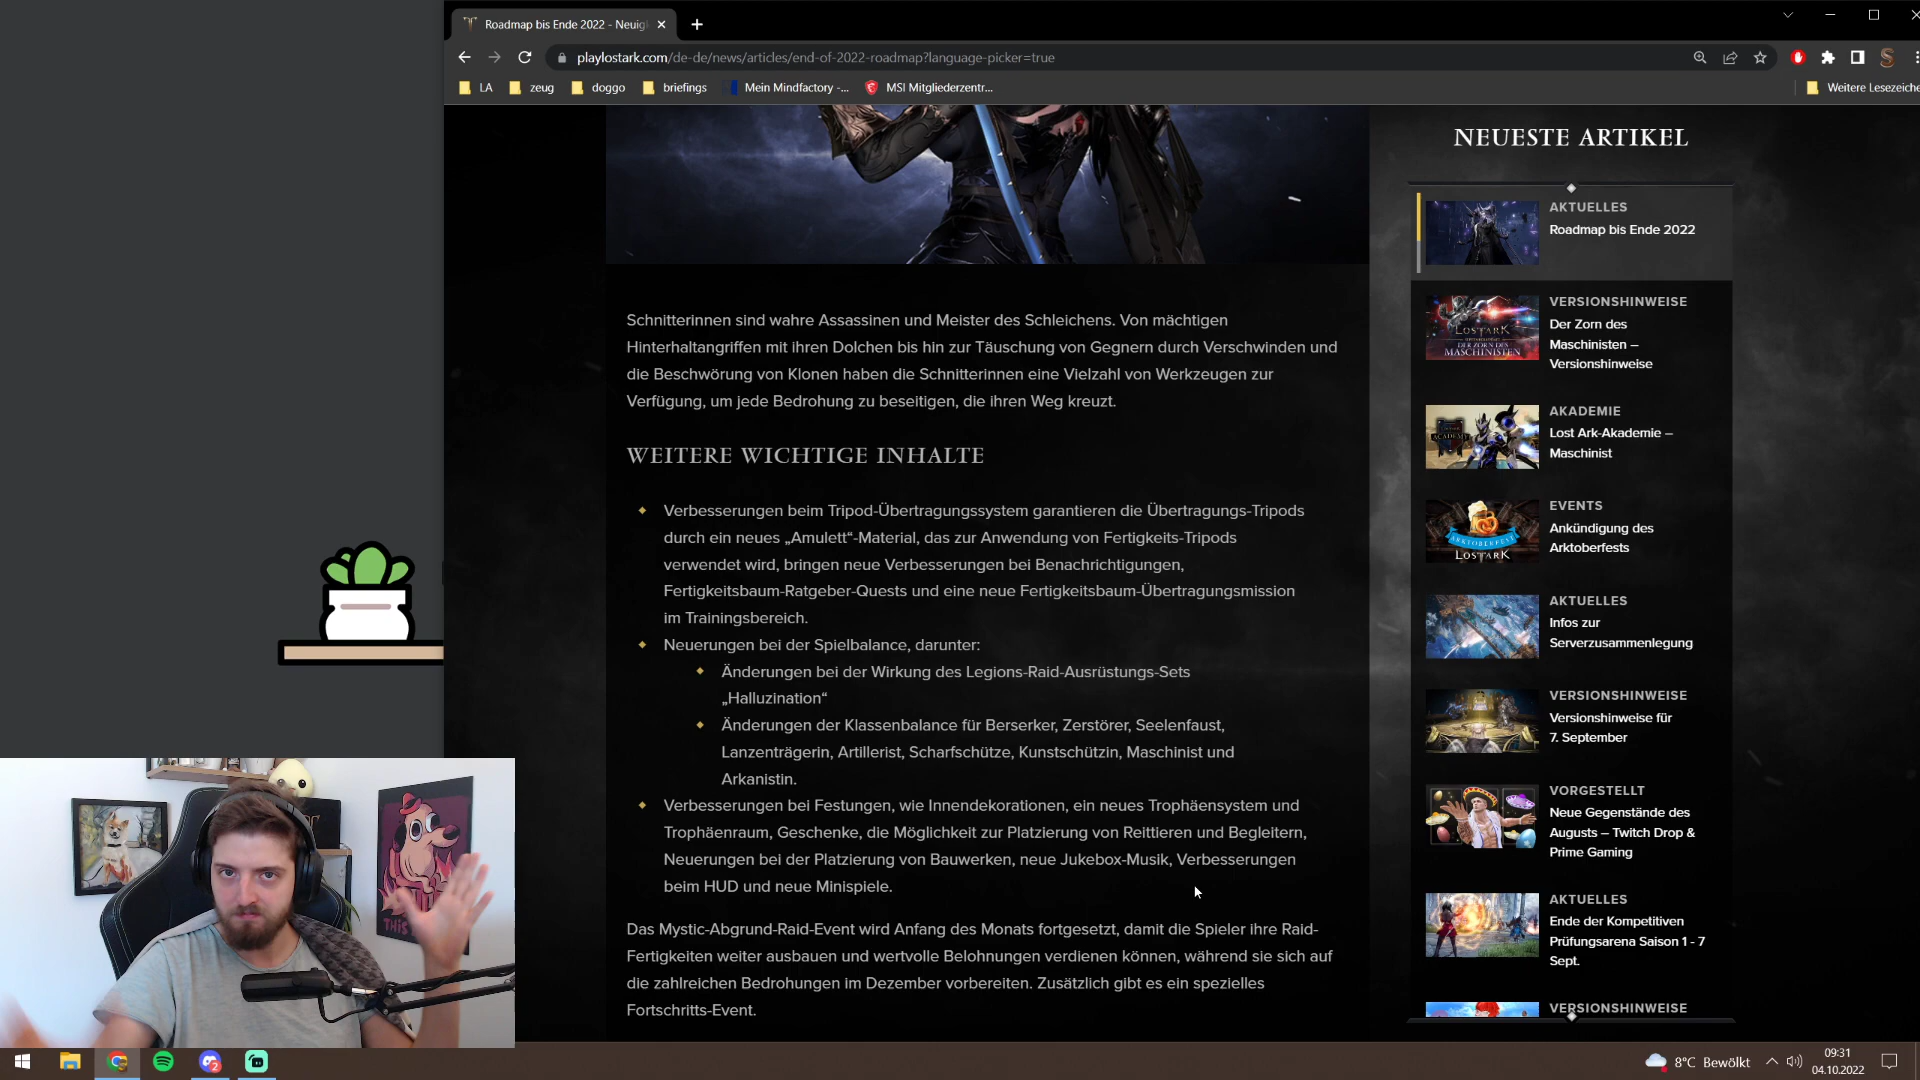 Roadmap bis Ende 2022 - Neuig
playlostark.com/de-de/news/articles/end-of-2022-roadmap?language-picker=true
LA
zeug
doggo
briefings
Mein Mindfactory -...
MSI Mitgliederzentr...
Weitere Lesezeiche
Schnitterinnen sind wahre Assassinen und Meister des Schleichens. Von mächtigen
Hinterhaltangriffen mit ihren Dolchen bis hin zur Täuschung von Gegnern durch Verschwinden und
die Beschwörung von Klonen haben die Schnitterinnen eine Vielzahl von Werkzeugen zur
Verfügung, um jede Bedrohung zu beseitigen, die ihren Weg kreuzt.
WEITERE WICHTIGE INHALTE
Verbesserungen beim Tripod-Übertragungssystem garantieren die Übertragungs-Tripods
durch ein neues „Amulett“-Material, das zur Anwendung von Fertigkeits-Tripods
verwendet wird, bringen neue Verbesserungen bei Benachrichtigungen,
Fertigkeitsbaum-Ratgeber-Quests und eine neue Fertigkeitsbaum-Übertragungsmission
im Trainingsbereich.
Neuerungen bei der Spielbalance, darunter:
Änderungen bei der Wirkung des Legions-Raid-Ausrüstungs-Sets
„Halluzination“
Änderungen der Klassenbalance für Berserker, Zerstörer, Seelenfaust,
Lanzenträgerin, Artillerist, Scharfschütze, Kunstschützin, Maschinist und
Arkanistin.
Verbesserungen bei Festungen, wie Innendekorationen, ein neues Trophäensystem und
Trophäenraum, Geschenke, die Möglichkeit zur Platzierung von Reittieren und Begleitern,
Neuerungen bei der Platzierung von Bauwerken, neue Jukebox-Musik, Verbesserungen
beim HUD und neue Minispiele.
Das Mystic-Abgrund-Raid-Event wird Anfang des Monats fortgesetzt, damit die Spieler ihre Raid-
Fertigkeiten weiter ausbauen und wertvolle Belohnungen verdienen können, während sie sich auf
die zahlreichen Bedrohungen im Dezember vorbereiten. Zusätzlich gibt es ein spezielles
Fortschritts-Event.
NEUESTE ARTIKEL
AKTUELLES
Roadmap bis Ende 2022
VERSIONSHINWEISE
Der Zorn des
Maschinisten –
Versionshinweise
LOST ARK
DER ZORN DES
MASCHINISTEN
AKADEMIE
Lost Ark-Akademie –
Maschinist
ACADEMY
EVENTS
Ankündigung des
Arktoberfests
ARKTOBERFEST
LOST ARK
AKTUELLES
Infos zur
Serverzusammenlegung
VERSIONSHINWEISE
Versionshinweise für
7. September
VORGESTELLT
Neue Gegenstände des
Augusts – Twitch Drop &
Prime Gaming
AKTUELLES
Ende der Kompetitiven
Prüfungsarena Saison 1 - 7
Sept.
VERSIONSHINWEISE
THIS
2
8°C Bewölkt
09:31
04.10.2022